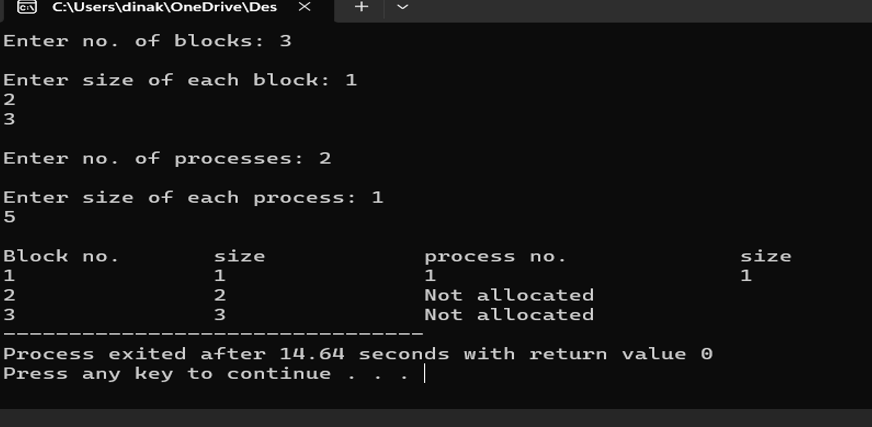 C:\Users\dinak\OneDrive\Des
Enter no. of blocks: 3
Enter size of each block: 1
2
3
Enter no. of processes: 2
Enter size of each process: 1
5
Block no. size process no. size
1 1 1 1
2 2 Not allocated
3 3 Not allocated
--------------------------------
Process exited after 14.64 seconds with return value 0
Press any key to continue . . .